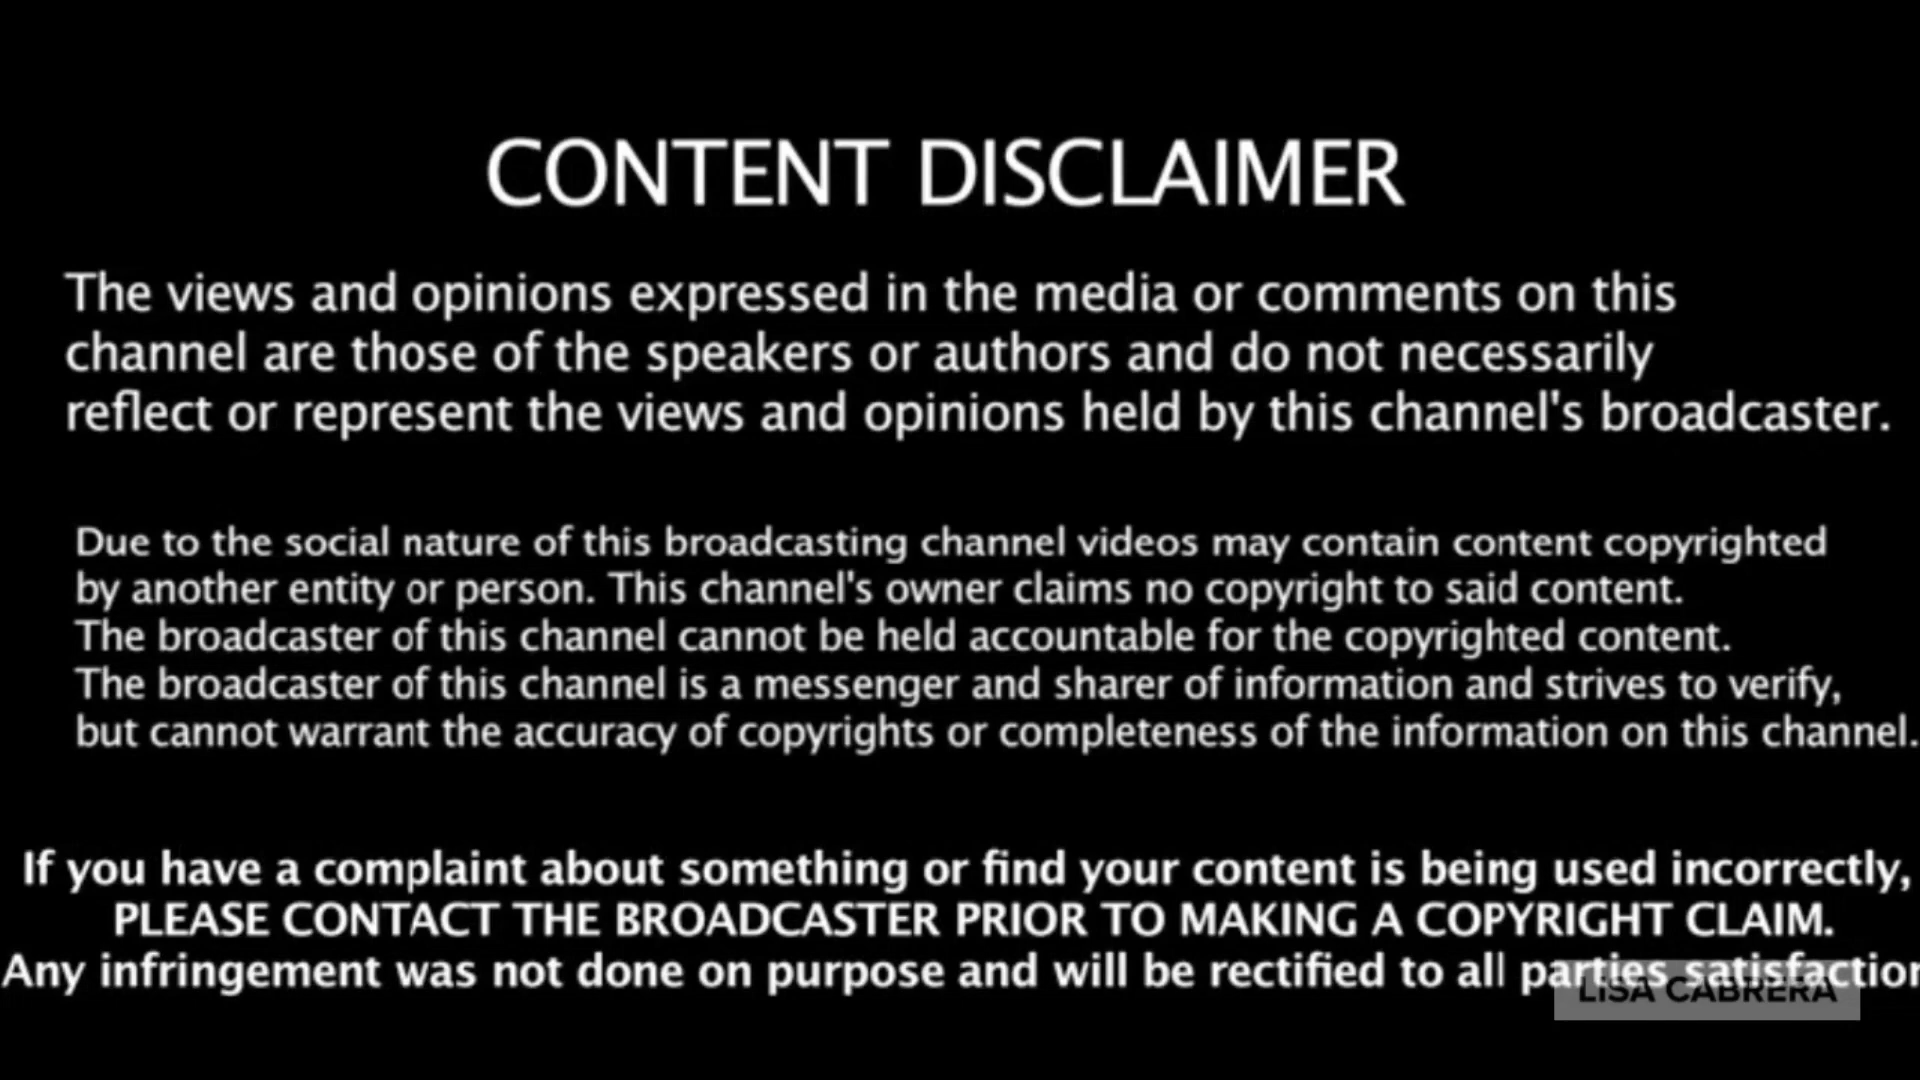 CONTENT DISCLAIMER
The views and opinions expressed in the media or comments on this
channel are those of the speakers or authors and do not necessarily
reflect or represent the views and opinions held by this channel's broadcaster.
Due to the social nature of this broadcasting channel videos may contain content copyrighted
by another entity or person. This channel's owner claims no copyright to said content.
The broadcaster of this channel cannot be held accountable for the copyrighted content.
The broadcaster of this channel is a messenger and sharer of information and strives to verify,
but cannot warrant the accuracy of copyrights or completeness of the information on this channel.
If you have a complaint about something or find your content is being used incorrectly,
PLEASE CONTACT THE BROADCASTER PRIOR TO MAKING A COPYRIGHT CLAIM.
Any infringement was not done on purpose and will be rectified to all parties satisfaction
LISA CABRERA